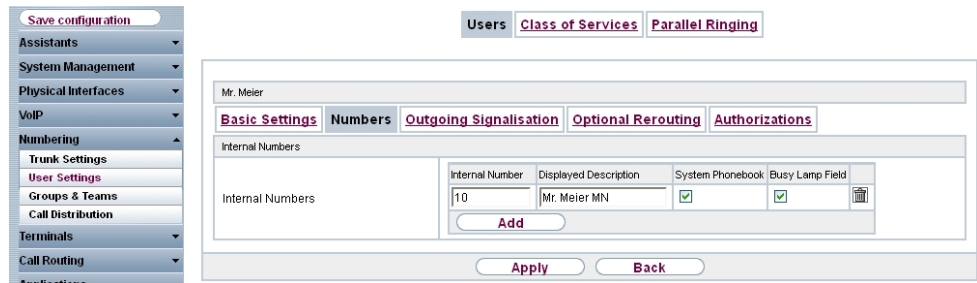 Save configuration
Assistants
System Management
Physical Interfaces
VoIP
Numbering
Trunk Settings
User Settings
Groups & Teams
Call Distribution
Terminals
Call Routing
Applications
Users Class of Services Parallel Ringing
Mr. Meier
Basic Settings Numbers Outgoing Signalisation Optional Rerouting Authorizations
Internal Numbers
Internal Number Displayed Description System Phonebook Busy Lamp Field
Internal Numbers 10 Mr. Meier MN
Add
Apply Back